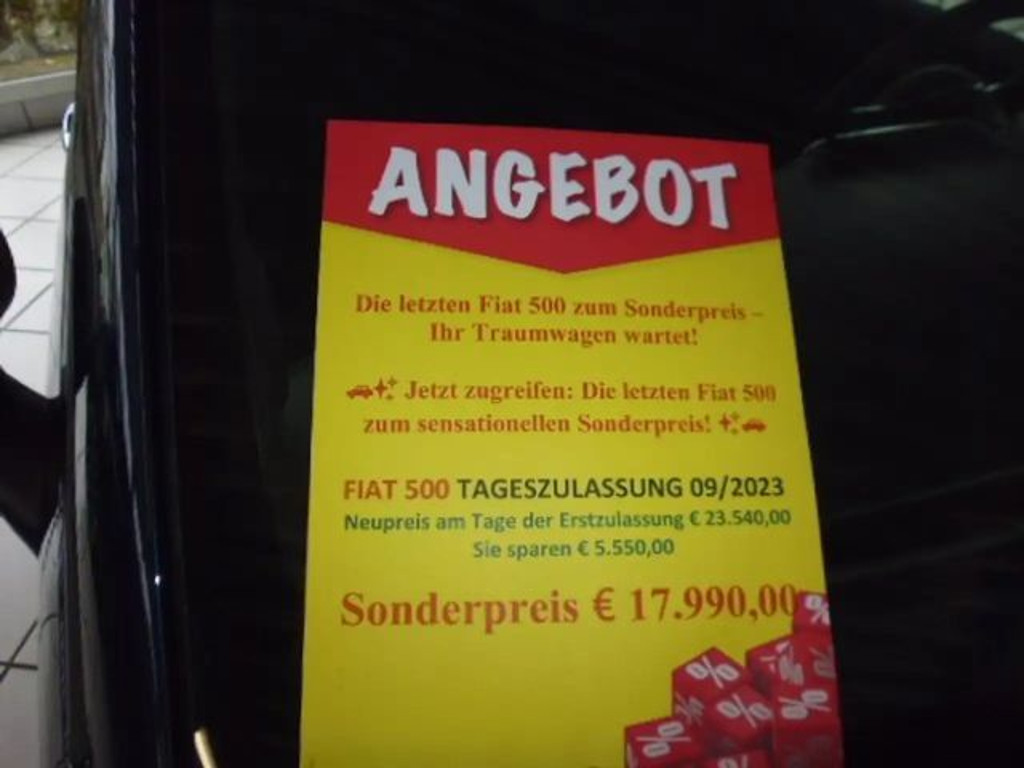 ANGEBOT
Die letzten Fiat 500 zum Sonderpreis –
Ihr Traumwagen wartet!
🚗✨ Jetzt zugreifen: Die letzten Fiat 500
zum sensationellen Sonderpreis! ✨🚗
FIAT 500 TAGESZULASSUNG 09/2023
Neupreis am Tage der Erstzulassung € 23.540,00
Sie sparen € 5.550,00
Sonderpreis € 17.990,00
%
%
% %
%
%